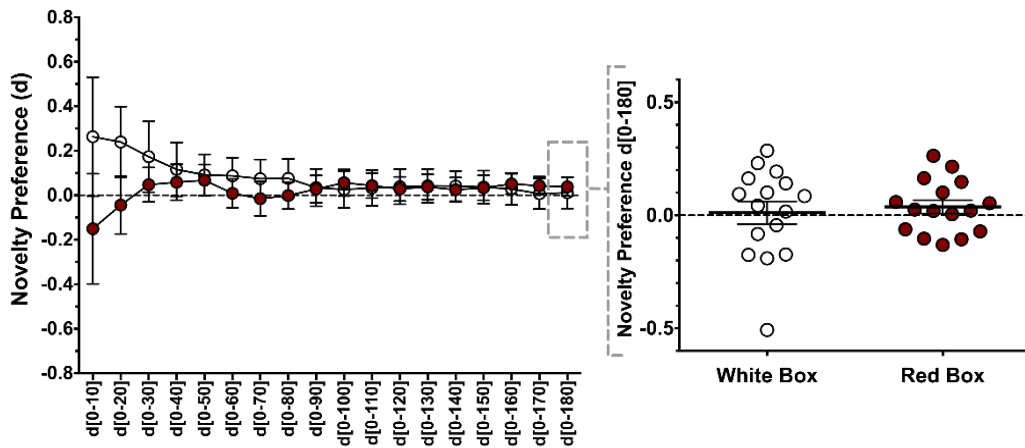 Novelty Preference (d)
0.8
0.6
0.4
0.2
0.0
-0.2
-0.4
-0.6
-0.8
d[0-10]
d[0-20]
d[0-30]
d[0-40]
d[0-50]
d[0-60]
d[0-70]
d[0-80]
d[0-90]
d[0-100]
d[0-110]
d[0-120]
d[0-130]
d[0-140]
d[0-150]
d[0-160]
d[0-170]
d[0-180]
Novelty Preference d[0-180]
0.5
0.0
-0.5
White Box
Red Box